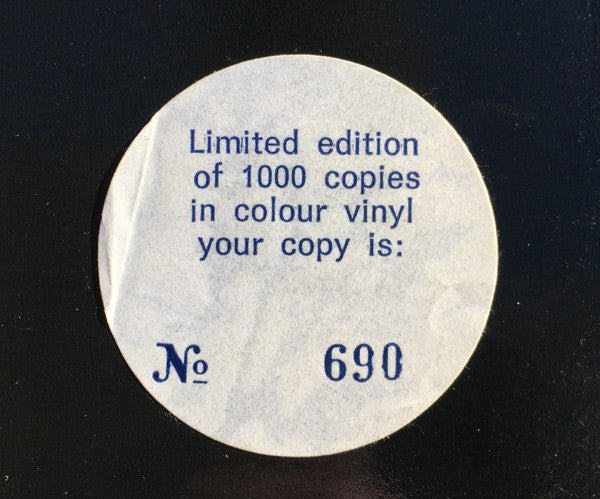 Limited edition
of 1000 copies
in colour vinyl
your copy is:
No 690